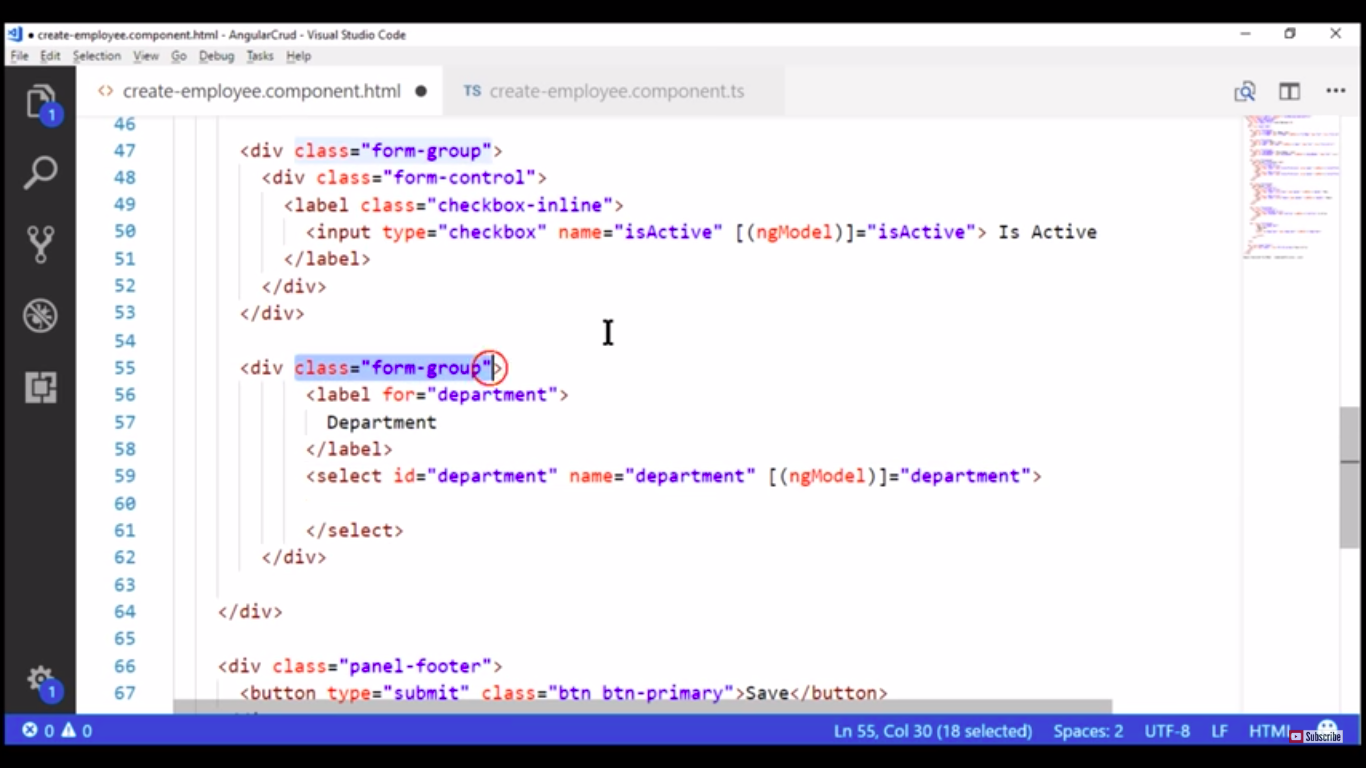 create-employee.component.html - AngularCrud - Visual Studio Code
File Edit Selection View Go Debug Tasks Help
create-employee.component.html TS create-employee.component.ts
1
46
47 <div class="form-group">
48 <div class="form-control">
49 <label class="checkbox-inline">
50 <input type="checkbox" name="isActive" [(ngModel)]="isActive"> Is Active
51 </label>
52 </div>
53 </div>
54
55 <div class="form-group">
56 <label for="department">
57 Department
58 </label>
59 <select id="department" name="department" [(ngModel)]="department">
60
61 </select>
62 </div>
63
64 </div>
65
66 <div class="panel-footer">
67 <button type="submit" class="btn btn-primary">Save</button>
1
0 0 Ln 55, Col 30 (18 selected) Spaces: 2 UTF-8 LF HTML
Subscribe